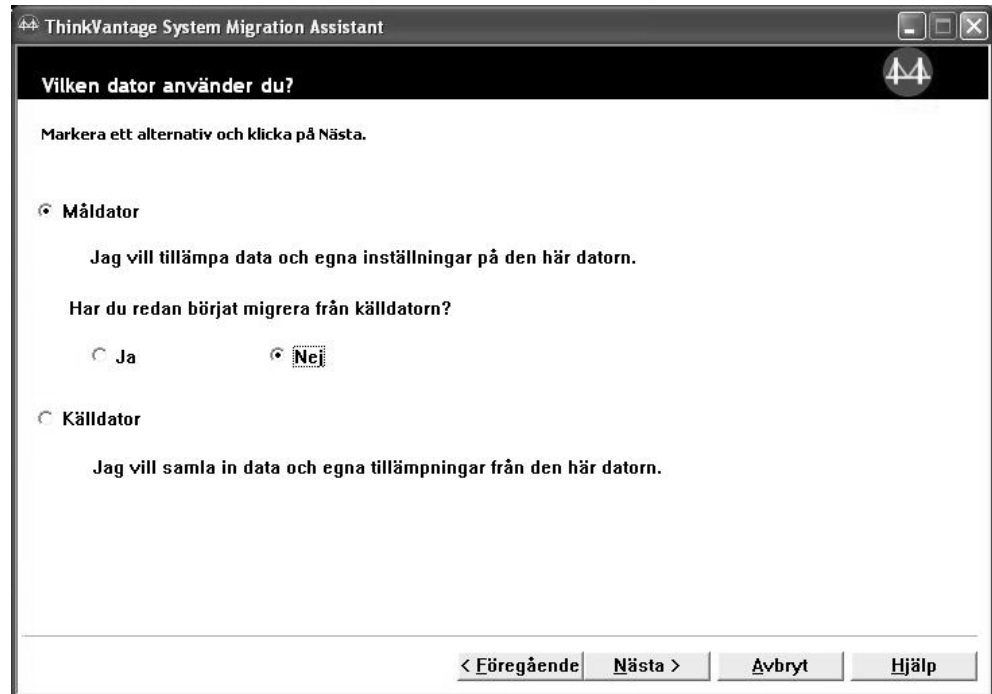 ThinkVantage System Migration Assistant
Vilken dator använder du?
Markera ett alternativ och klicka på Nästa.
Måldator
Jag vill tillämpa data och egna inställningar på den här datorn.
Har du redan börjat migrera från källdatorn?
Ja Nej
Källdator
Jag vill samla in data och egna tillämpningar från den här datorn.
< Föregående Nästa > Avbryt Hjälp